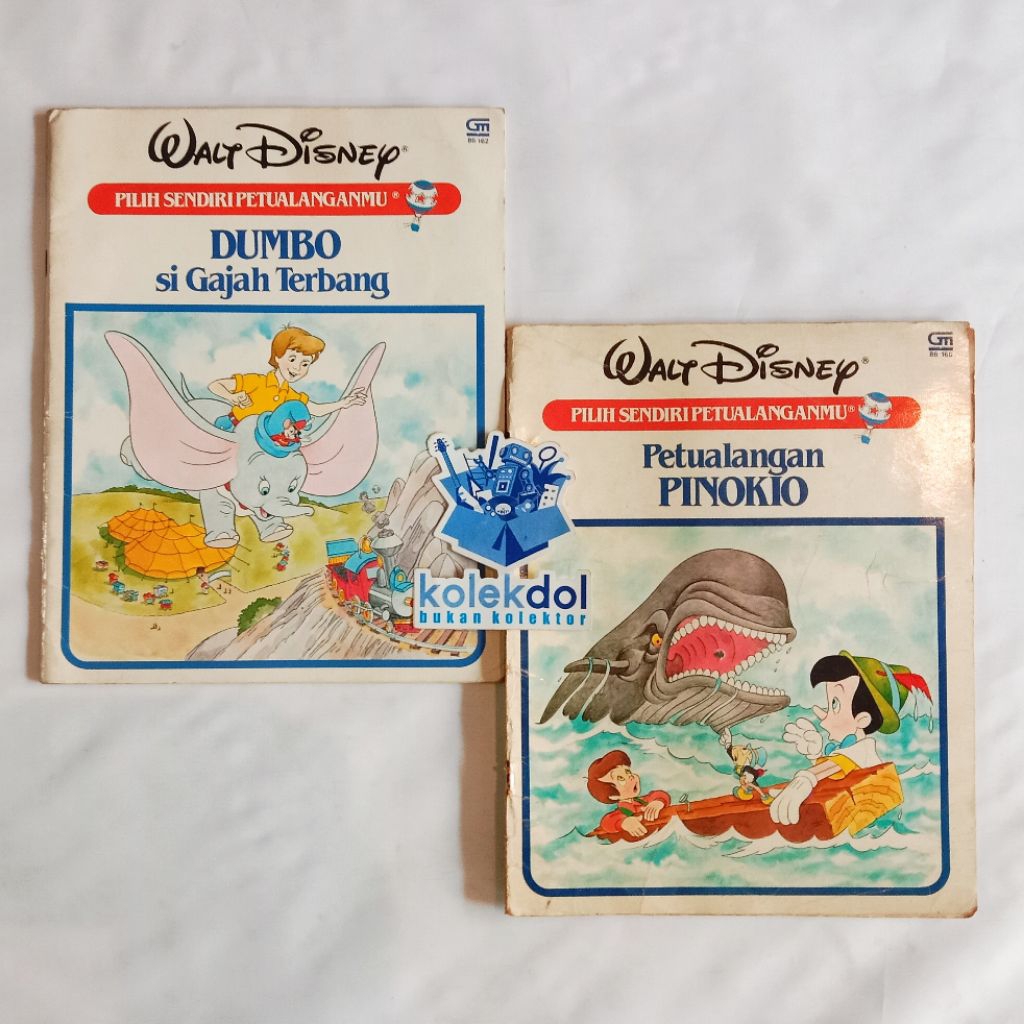 WALT DISNEY®
GM
BB 162
PILIH SENDIRI PETUALANGANMU®
DUMBO
si Gajah Terbang
WALT DISNEY®
GM
BB 160
PILIH SENDIRI PETUALANGANMU®
Petualangan
PINOKIO
kolekdol
bukan kolektor